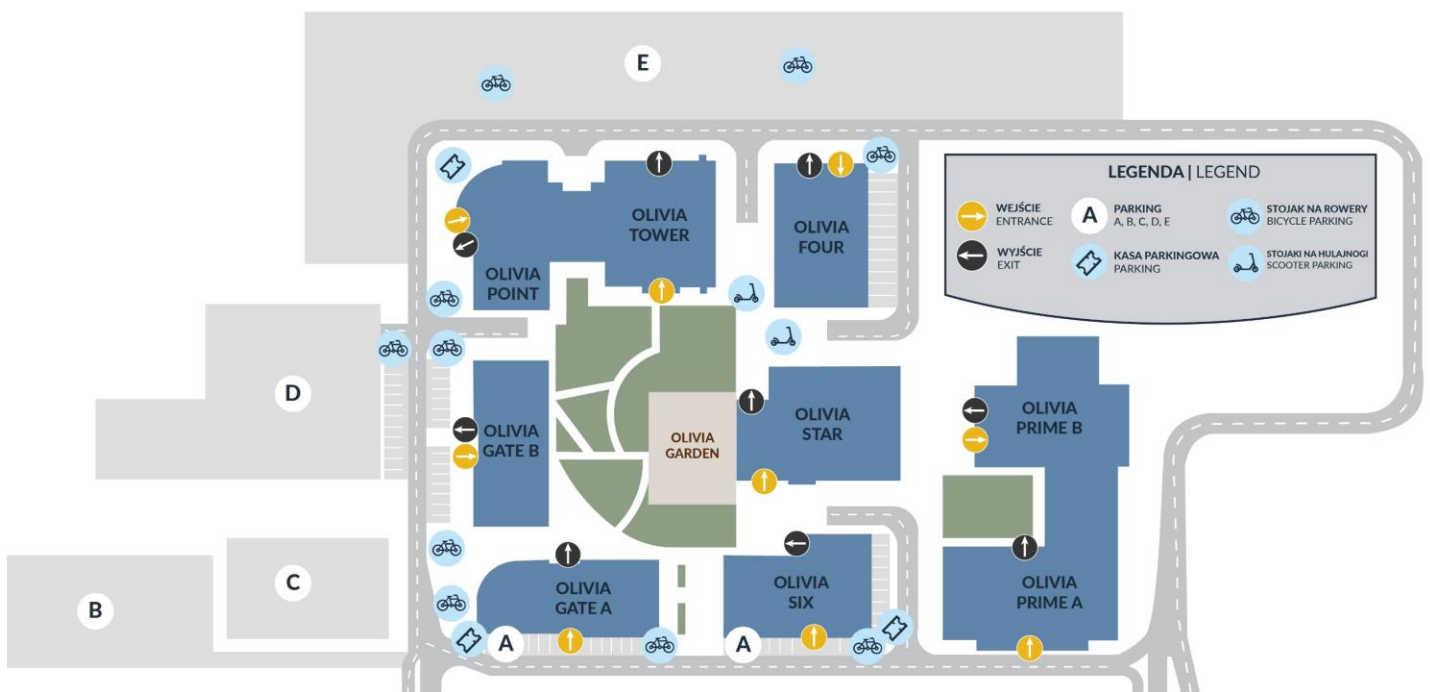 E
LEGENDA | LEGEND
WEJŚCIE
ENTRANCE
A
PARKING
A, B, C, D, E
STOJAK NA ROWERY
BICYCLE PARKING
WYJŚCIE
EXIT
KASA PARKINGOWA
PARKING
STOJAKI NA HULAJNOGI
SCOOTER PARKING
OLIVIA
TOWER
OLIVIA
FOUR
OLIVIA
POINT
D
OLIVIA
GATE B
OLIVIA
GARDEN
OLIVIA
STAR
OLIVIA
PRIME B
B
C
OLIVIA
GATE A
OLIVIA
SIX
OLIVIA
PRIME A
A
A